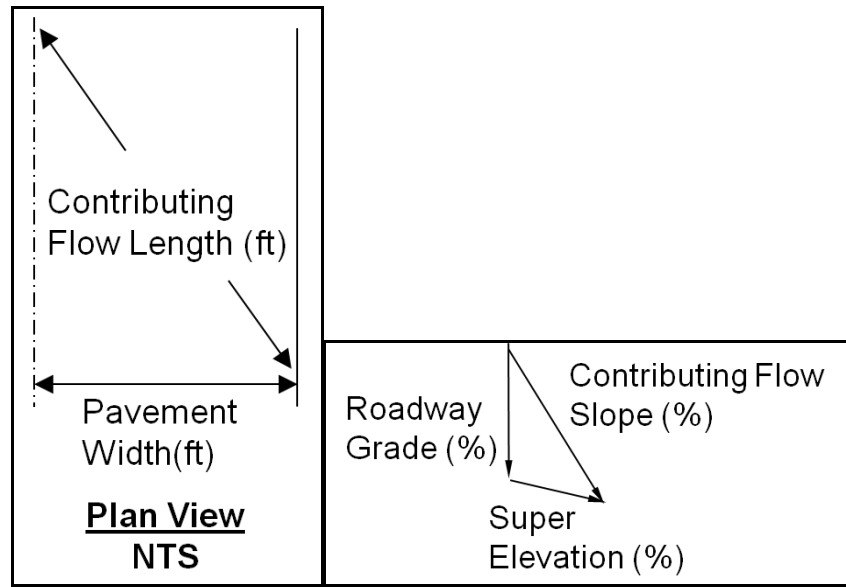 Contributing
Flow Length (ft)
Pavement
Width(ft)
Plan View
NTS
Roadway
Grade (%)
Contributing Flow
Slope (%)
Super
Elevation (%)